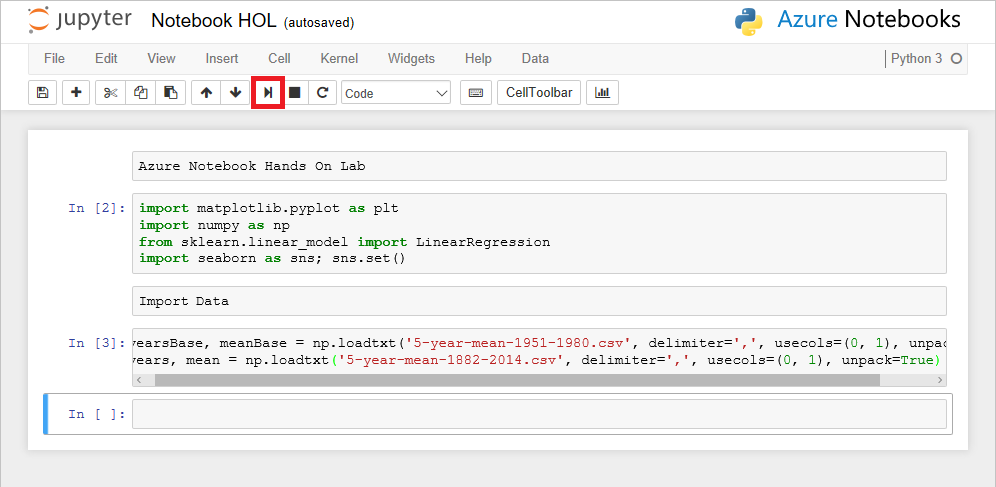 jupyter Notebook HOL (autosaved) Azure Notebooks
File Edit View Insert Cell Kernel Widgets Help Data Python 3
Code CellToolbar
Azure Notebook Hands On Lab
In [2]: import matplotlib.pyplot as plt
import numpy as np
from sklearn.linear_model import LinearRegression
import seaborn as sns; sns.set()
Import Data
In [3]: yearsBase, meanBase = np.loadtxt('5-year-mean-1951-1980.csv', delimiter=',', usecols=(0, 1), unpac
years, mean = np.loadtxt('5-year-mean-1882-2014.csv', delimiter=',', usecols=(0, 1), unpack=True)
In [ ]: